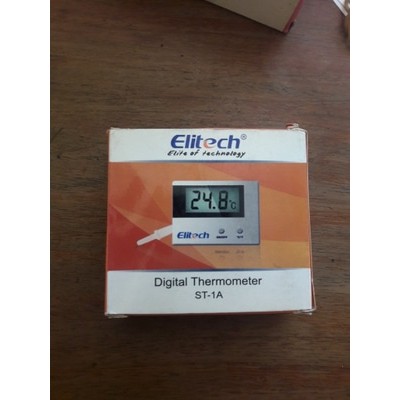 Elitech®
Elite of technology
24.8°C
Elitech
Digital Thermometer
ST-1A